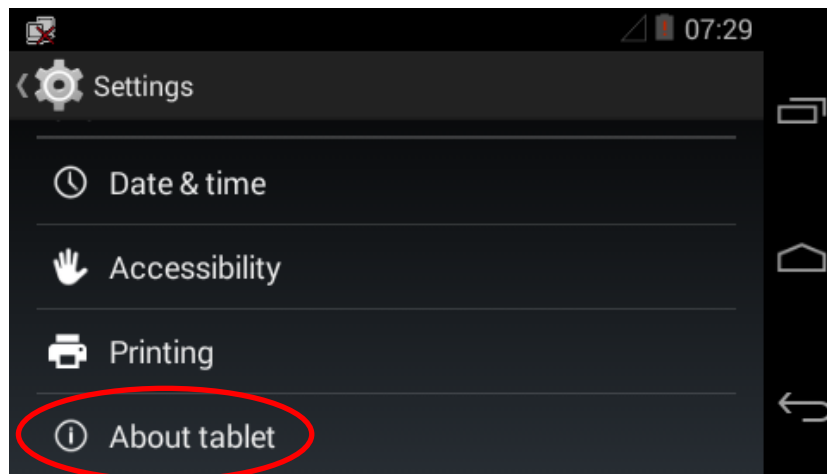 07:29
Settings
Date & time
Accessibility
Printing
About tablet